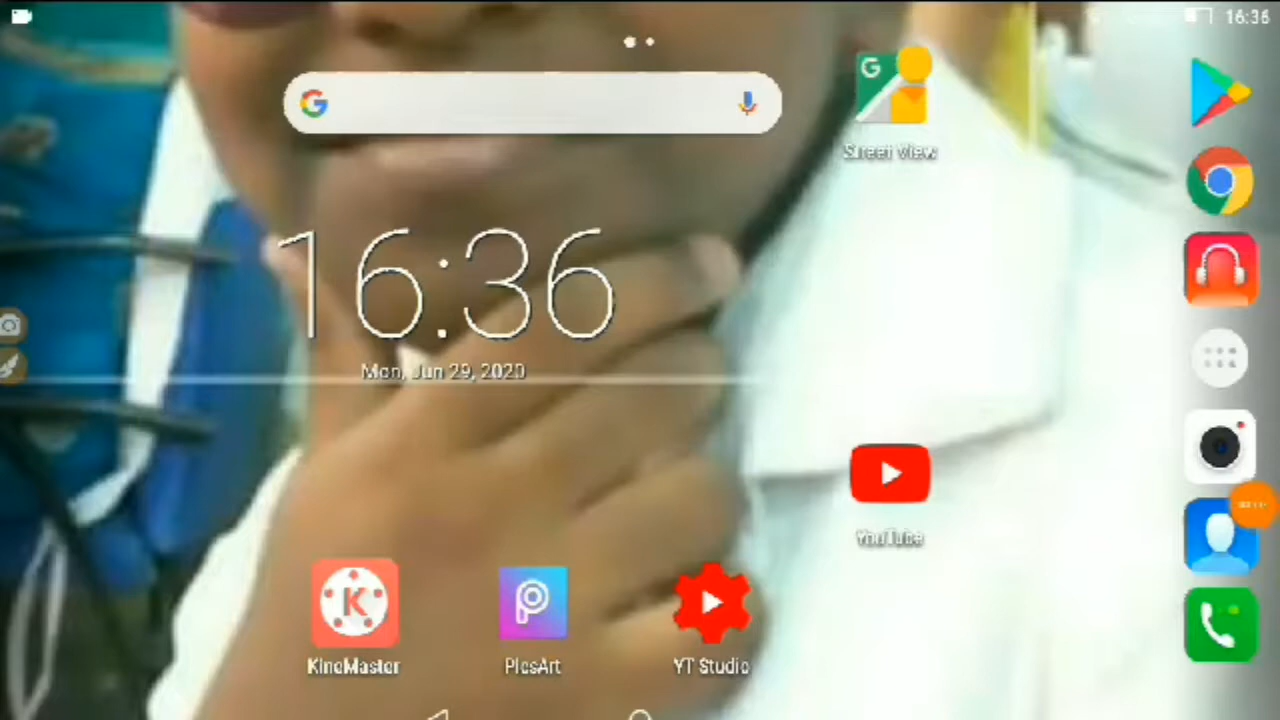 16:36
Street View
16:36
Mon, Jun 29, 2020
YouTube
KineMaster
PicsArt
YT Studio